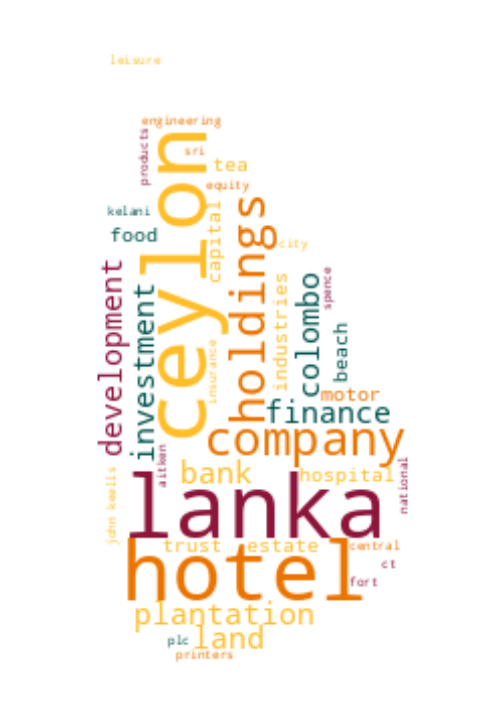 leisure
engineering
products
ceylon
sri
tea
equity
kelani
food
capital
holdings
city
development
investment
insurance
industries
colombo
spence
beach
motor
finance
company
aitken
bank
hospital
national
john keells
lanka
trust
estate
central
hotel
ct
fort
plantation
plc
land
printers